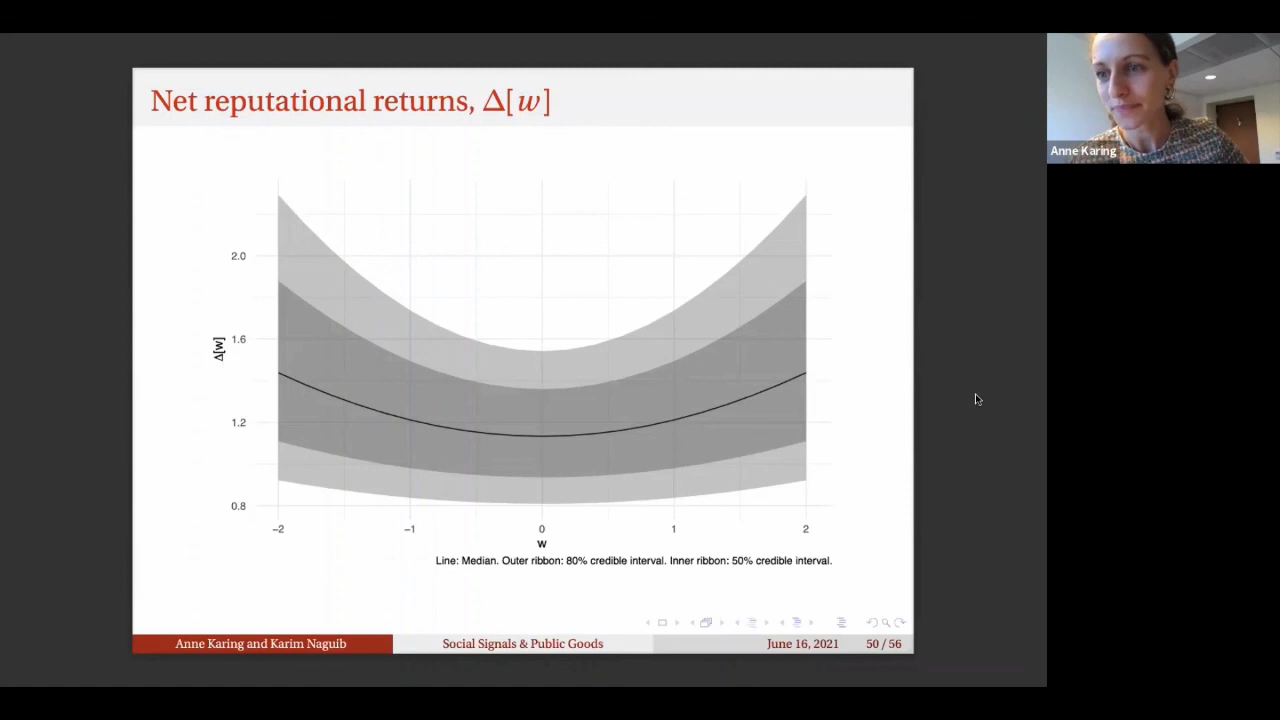 Net reputational returns, Δ[w]
Anne Karing
2.0
1.6
1.2
0.8
Δ[w]
−2
−1
0
1
2
w
Line: Median. Outer ribbon: 80% credible interval. Inner ribbon: 50% credible interval.
Anne Karing and Karim Naguib
Social Signals & Public Goods
June 16, 2021
50 / 56